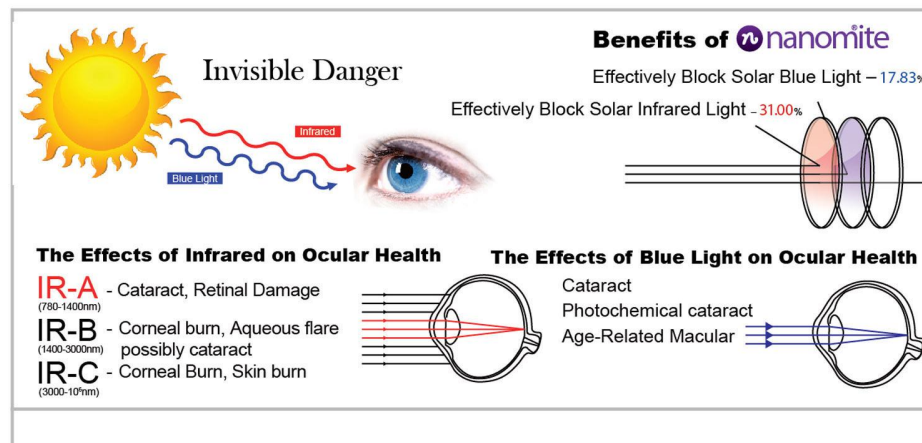 Invisible Danger
Infrared
Blue Light
Benefits of n nanomite
Effectively Block Solar Blue Light – 17.83%
Effectively Block Solar Infrared Light - 31.00%
The Effects of Infrared on Ocular Health
IR-A - Cataract, Retinal Damage
(780-1400nm)
IR-B - Corneal burn, Aqueous flare
(1400-3000nm) possibly cataract
IR-C - Corneal Burn, Skin burn
(3000-10⁶nm)
The Effects of Blue Light on Ocular Health
Cataract
Photochemical cataract
Age-Related Macular